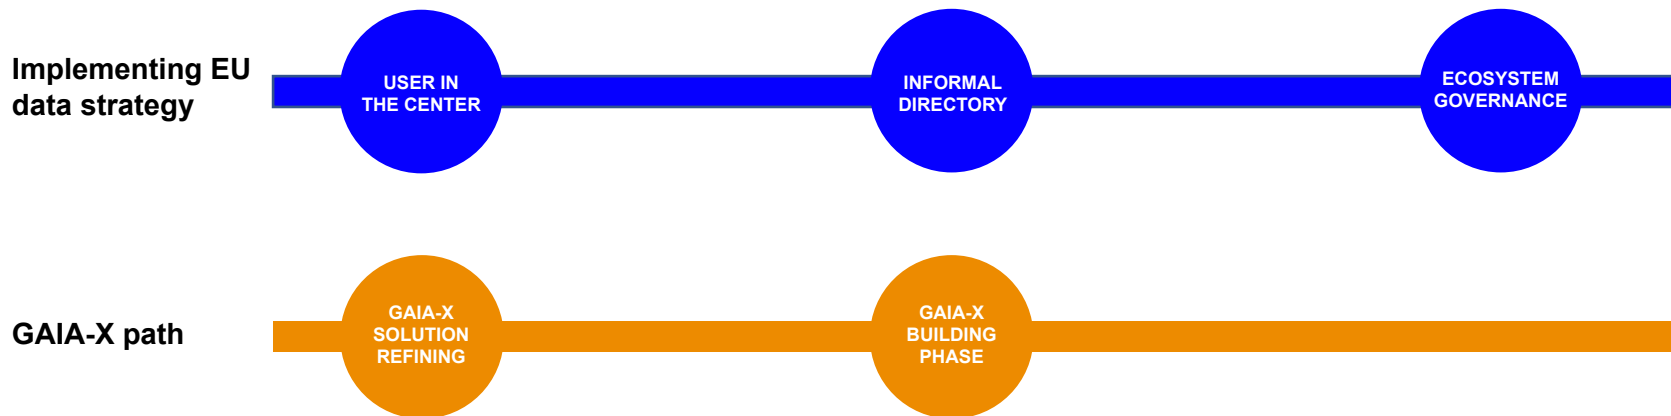 Implementing EU
data strategy
USER IN
THE CENTER
INFORMAL
DIRECTORY
ECOSYSTEM
GOVERNANCE
GAIA-X path
GAIA-X
SOLUTION
REFINING
GAIA-X
BUILDING
PHASE